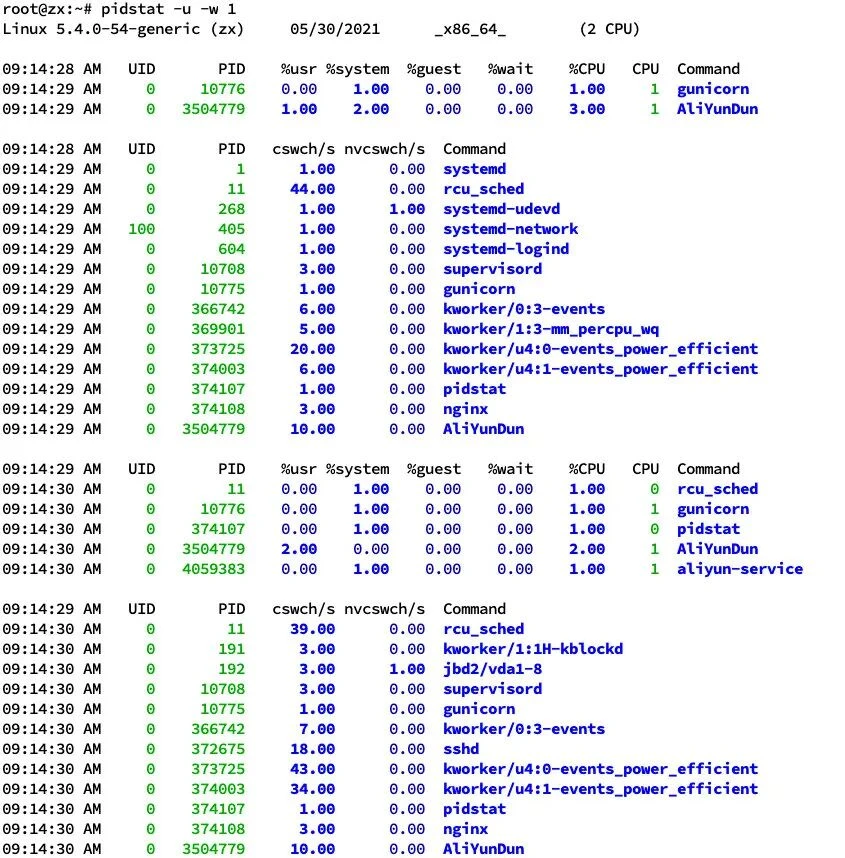 root@zx:~# pidstat -u -w 1
Linux 5.4.0-54-generic (zx) 05/30/2021 _x86_64_ (2 CPU)
09:14:28 AM UID PID %usr %system %guest %wait %CPU CPU Command
09:14:29 AM 0 10776 0.00 1.00 0.00 0.00 1.00 1 gunicorn
09:14:29 AM 0 3504779 1.00 2.00 0.00 0.00 3.00 1 AliYunDun
09:14:28 AM UID PID cswch/s nvcswch/s Command
09:14:29 AM 0 1 1.00 0.00 systemd
09:14:29 AM 0 11 44.00 0.00 rcu_sched
09:14:29 AM 0 268 1.00 1.00 systemd-udevd
09:14:29 AM 100 405 1.00 0.00 systemd-network
09:14:29 AM 0 604 1.00 0.00 systemd-logind
09:14:29 AM 0 10708 3.00 0.00 supervisord
09:14:29 AM 0 10775 1.00 0.00 gunicorn
09:14:29 AM 0 366742 6.00 0.00 kworker/0:3-events
09:14:29 AM 0 369901 5.00 0.00 kworker/1:3-mm_percpu_wq
09:14:29 AM 0 373725 20.00 0.00 kworker/u4:0-events_power_efficient
09:14:29 AM 0 374003 6.00 0.00 kworker/u4:1-events_power_efficient
09:14:29 AM 0 374107 1.00 0.00 pidstat
09:14:29 AM 0 374108 3.00 0.00 nginx
09:14:29 AM 0 3504779 10.00 0.00 AliYunDun
09:14:29 AM UID PID %usr %system %guest %wait %CPU CPU Command
09:14:30 AM 0 11 0.00 1.00 0.00 0.00 1.00 0 rcu_sched
09:14:30 AM 0 10776 0.00 1.00 0.00 0.00 1.00 1 gunicorn
09:14:30 AM 0 374107 0.00 1.00 0.00 0.00 1.00 0 pidstat
09:14:30 AM 0 3504779 2.00 0.00 0.00 0.00 2.00 1 AliYunDun
09:14:30 AM 0 4059383 0.00 1.00 0.00 0.00 1.00 1 aliyun-service
09:14:29 AM UID PID cswch/s nvcswch/s Command
09:14:30 AM 0 11 39.00 0.00 rcu_sched
09:14:30 AM 0 191 3.00 0.00 kworker/1:1H-kblockd
09:14:30 AM 0 192 3.00 1.00 jbd2/vda1-8
09:14:30 AM 0 10708 3.00 0.00 supervisord
09:14:30 AM 0 10775 1.00 0.00 gunicorn
09:14:30 AM 0 366742 7.00 0.00 kworker/0:3-events
09:14:30 AM 0 372675 18.00 0.00 sshd
09:14:30 AM 0 373725 43.00 0.00 kworker/u4:0-events_power_efficient
09:14:30 AM 0 374003 34.00 0.00 kworker/u4:1-events_power_efficient
09:14:30 AM 0 374107 1.00 0.00 pidstat
09:14:30 AM 0 374108 3.00 0.00 nginx
09:14:30 AM 0 3504779 10.00 0.00 AliYunDun